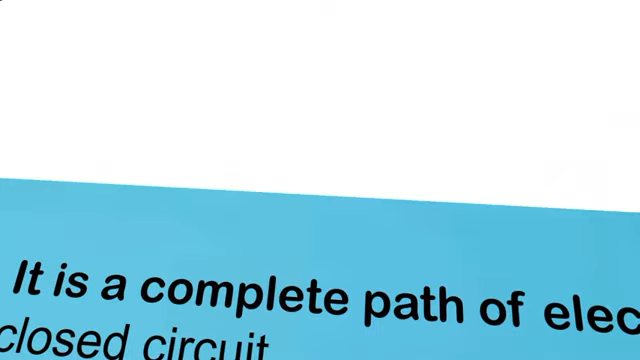 It is a complete path of elec
closed circuit